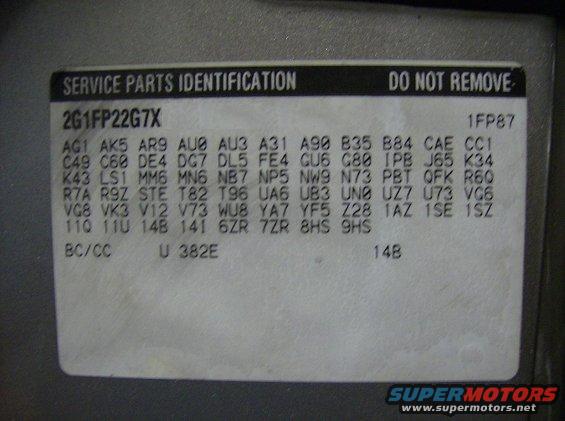 SERVICE PARTS IDENTIFICATION DO NOT REMOVE
2G1FP22G7X 1FP87
AG1 AK5 AR9 AU0 AU3 A31 A90 B35 B84 CAE CC1
C49 C60 DE4 DG7 DL5 FE4 GU6 G80 IPB J65 K34
K43 LS1 MM6 MN6 NB7 NP5 NW9 N73 PBT QFK R6Q
R7A R9Z STE T82 T96 UA6 UB3 UN0 UZ7 U73 VG6
VG8 VK3 V12 V73 WU8 YA7 YF5 Z28 1AZ 1SE 1SZ
11Q 11U 14B 14I 6ZR 7ZR 8HS 9HS
BC/CC U 382E 14B
SUPERMOTORS
www.supermotors.net